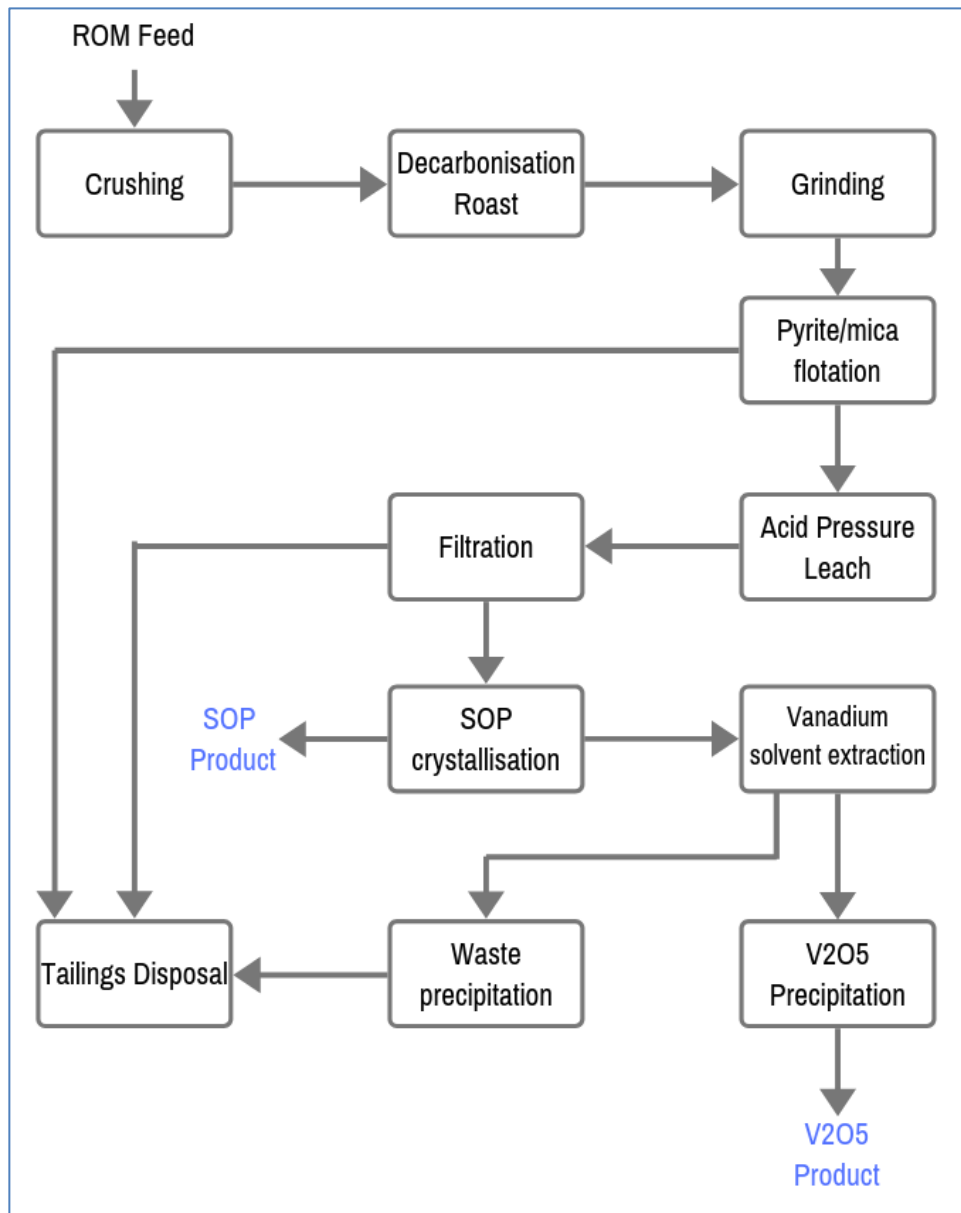 ROM Feed
Crushing
Decarbonisation
Roast
Grinding
Pyrite/mica
flotation
Acid Pressure
Leach
Filtration
SOP
Product
SOP
crystallisation
Vanadium
solvent extraction
Tailings Disposal
Waste
precipitation
V2O5
Precipitation
V2O5
Product